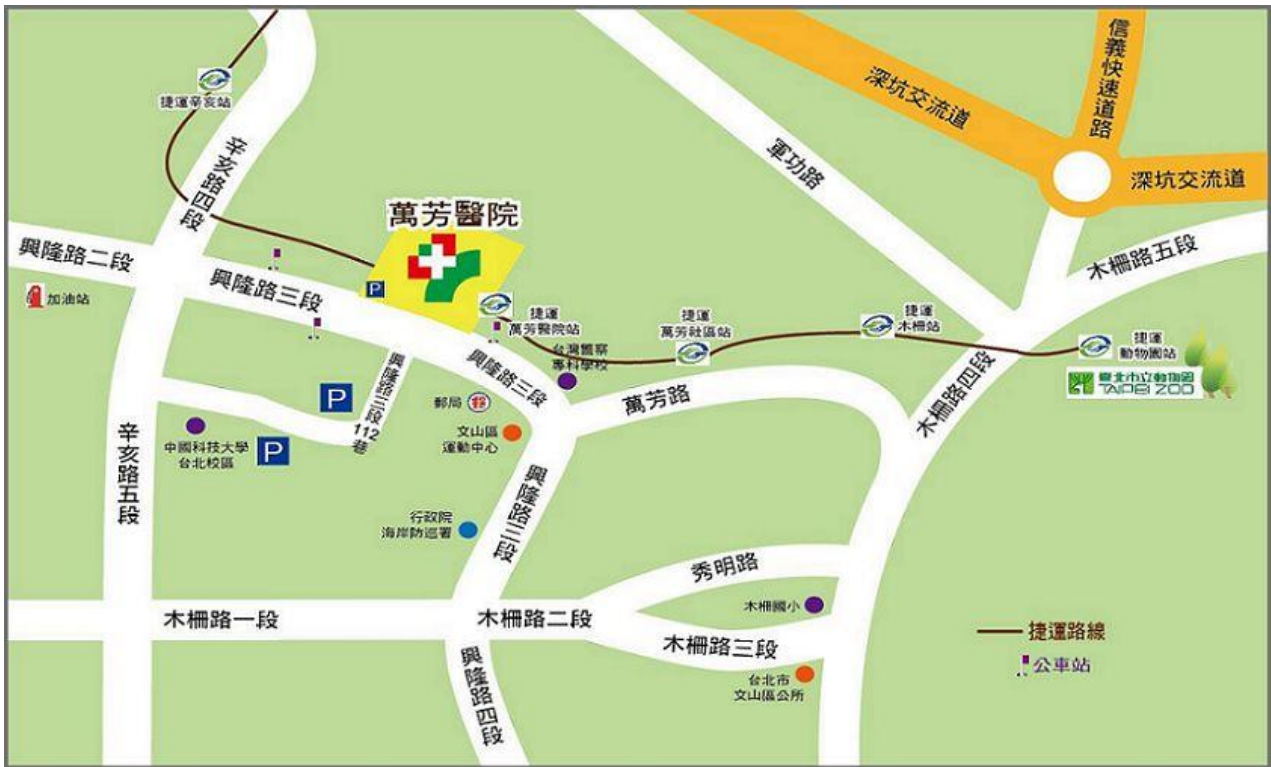 信義快速道路
深坑交流道
捷運辛亥站
軍功路
辛亥路四段
深坑交流道
萬芳醫院
興隆路二段
木柵路五段
興隆路三段
P
加油站
捷運
萬芳醫院站
捷運
萬芳社區站
捷運
木柵站
捷運
動物園站
台灣警察
專科學校
興隆路三段
臺北市立動物園
TAIPEI ZOO
興隆路三段112巷
P
郵局
萬芳路
木柵路四段
文山區
運動中心
中國科技大學
台北校區
P
辛亥路五段
興隆路三段
行政院
海岸防巡署
秀明路
木柵國小
木柵路一段
木柵路二段
木柵路三段
捷運路線
公車站
興隆路四段
台北市
文山區公所